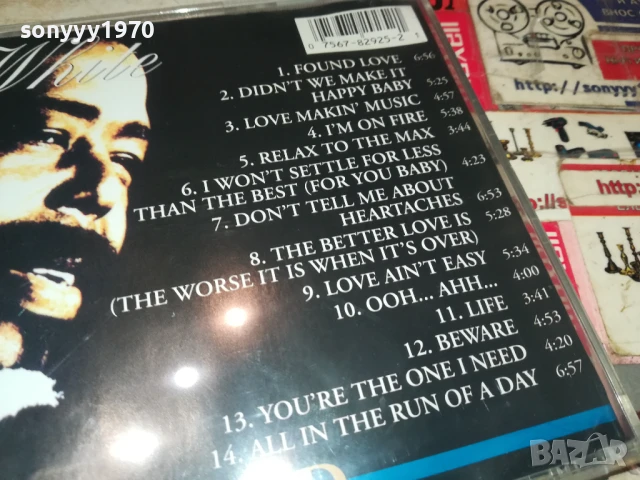 sonyyy1970
White
0 7567-82925-2 1
1. FOUND LOVE 6:56
2. DIDN'T WE MAKE IT
HAPPY BABY 5:25
3. LOVE MAKIN' MUSIC 4:57
4. I'M ON FIRE 5:38
5. RELAX TO THE MAX 3:44
6. I WON'T SETTLE FOR LESS
THAN THE BEST (FOR YOU BABY) 4:23
7. DON'T TELL ME ABOUT
HEARTACHES 6:53
8. THE BETTER LOVE IS
(THE WORSE IT IS WHEN IT'S OVER) 5:28
9. LOVE AIN'T EASY 5:34
10. OOH... AHH... 4:00
11. LIFE 3:41
12. BEWARE 4:53
13. YOU'RE THE ONE I NEED 4:20
14. ALL IN THE RUN OF A DAY 6:57
maxell
http://sonyyy
http:
http://s
BAZAR
bg